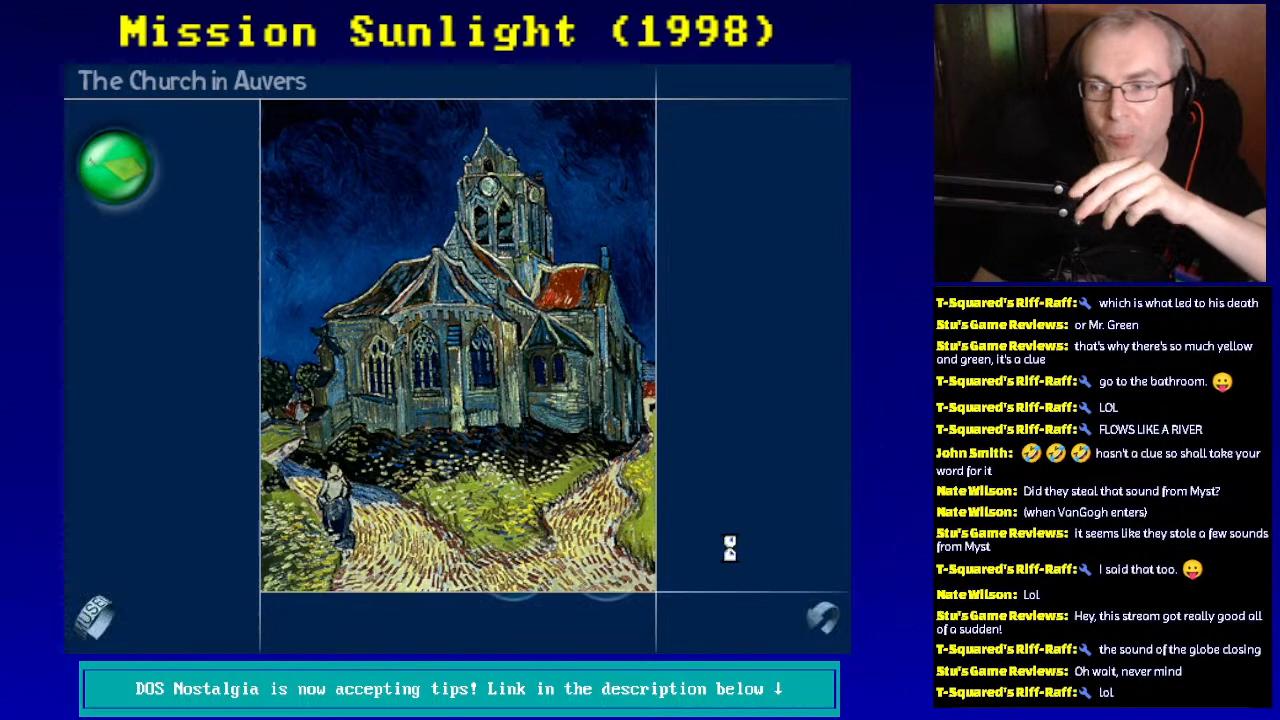 Mission Sunlight (1998)
The Church in Auvers
MUSE
DOS Nostalgia is now accepting tips! Link in the description below ↓
T-Squared's Riff-Raff: which is what led to his death
Stu's Game Reviews: or Mr. Green
Stu's Game Reviews: that's why there's so much yellow
and green, it's a clue
T-Squared's Riff-Raff: go to the bathroom. 😛
T-Squared's Riff-Raff: LOL
T-Squared's Riff-Raff: FLOWS LIKE A RIVER
John Smith: 🤣🤣🤣 hasn't a clue so shall take your
word for it
Nate Wilson: Did they steal that sound from Myst?
Nate Wilson: (when VanGogh enters)
Stu's Game Reviews: It seems like they stole a few sounds
from Myst
T-Squared's Riff-Raff: I said that too. 😛
Nate Wilson: Lol
Stu's Game Reviews: Hey, this stream got really good all
of a sudden!
T-Squared's Riff-Raff: the sound of the globe closing
Stu's Game Reviews: Oh wait, never mind
T-Squared's Riff-Raff: lol